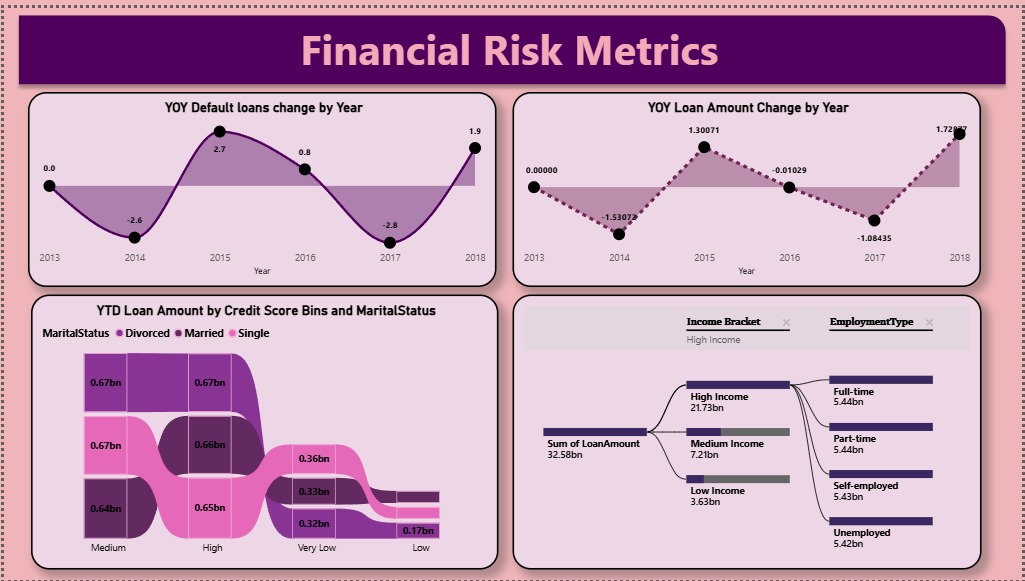 Financial Risk Metrics
YOY Default loans change by Year
0.0
-2.6
2.7
0.8
-2.8
1.9
2013 2014 2015 2016 2017 2018
Year
YOY Loan Amount Change by Year
0.00000
-1.53072
1.30071
-0.01029
-1.08435
2013 2014 2015 2016 2017 2018
Year
YTD Loan Amount by Credit Score Bins and MaritalStatus
MaritalStatus Divorced Married Single
0.67bn 0.67bn
0.67bn 0.66bn 0.36bn
0.33bn
0.64bn 0.65bn 0.32bn 0.17bn
Medium High Very Low Low
Income Bracket × EmploymentType ×
High Income
Sum of LoanAmount
32.58bn
High Income
21.73bn
Medium Income
7.21bn
Low Income
3.63bn
Full-time
5.44bn
Part-time
5.44bn
Self-employed
5.43bn
Unemployed
5.42bn